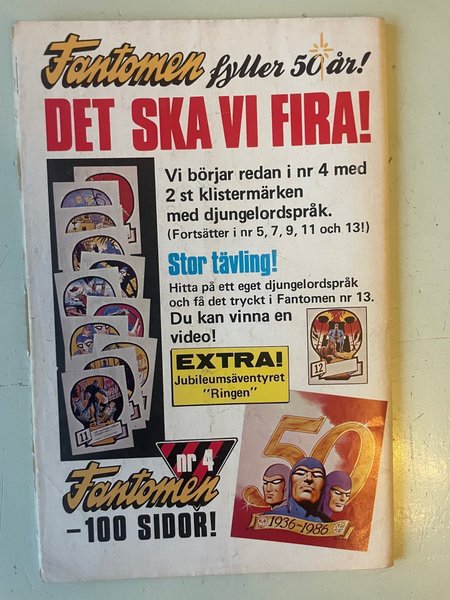 Fantomen fyller 50 år!
DET SKA VI FIRA!
Vi börjar redan i nr 4 med
2 st klistermärken
med djungelordspråk.
(Fortsätter i nr 5, 7, 9, 11 och 13!)
Stor tävling!
Hitta på ett eget djungelordspråk
och få det tryckt i Fantomen nr 13.
Du kan vinna en
video!
EXTRA!
Jubileumsäventyret
"Ringen"
12
11
nr 4
Fantomen
–100 SIDOR!
50
1936-1986